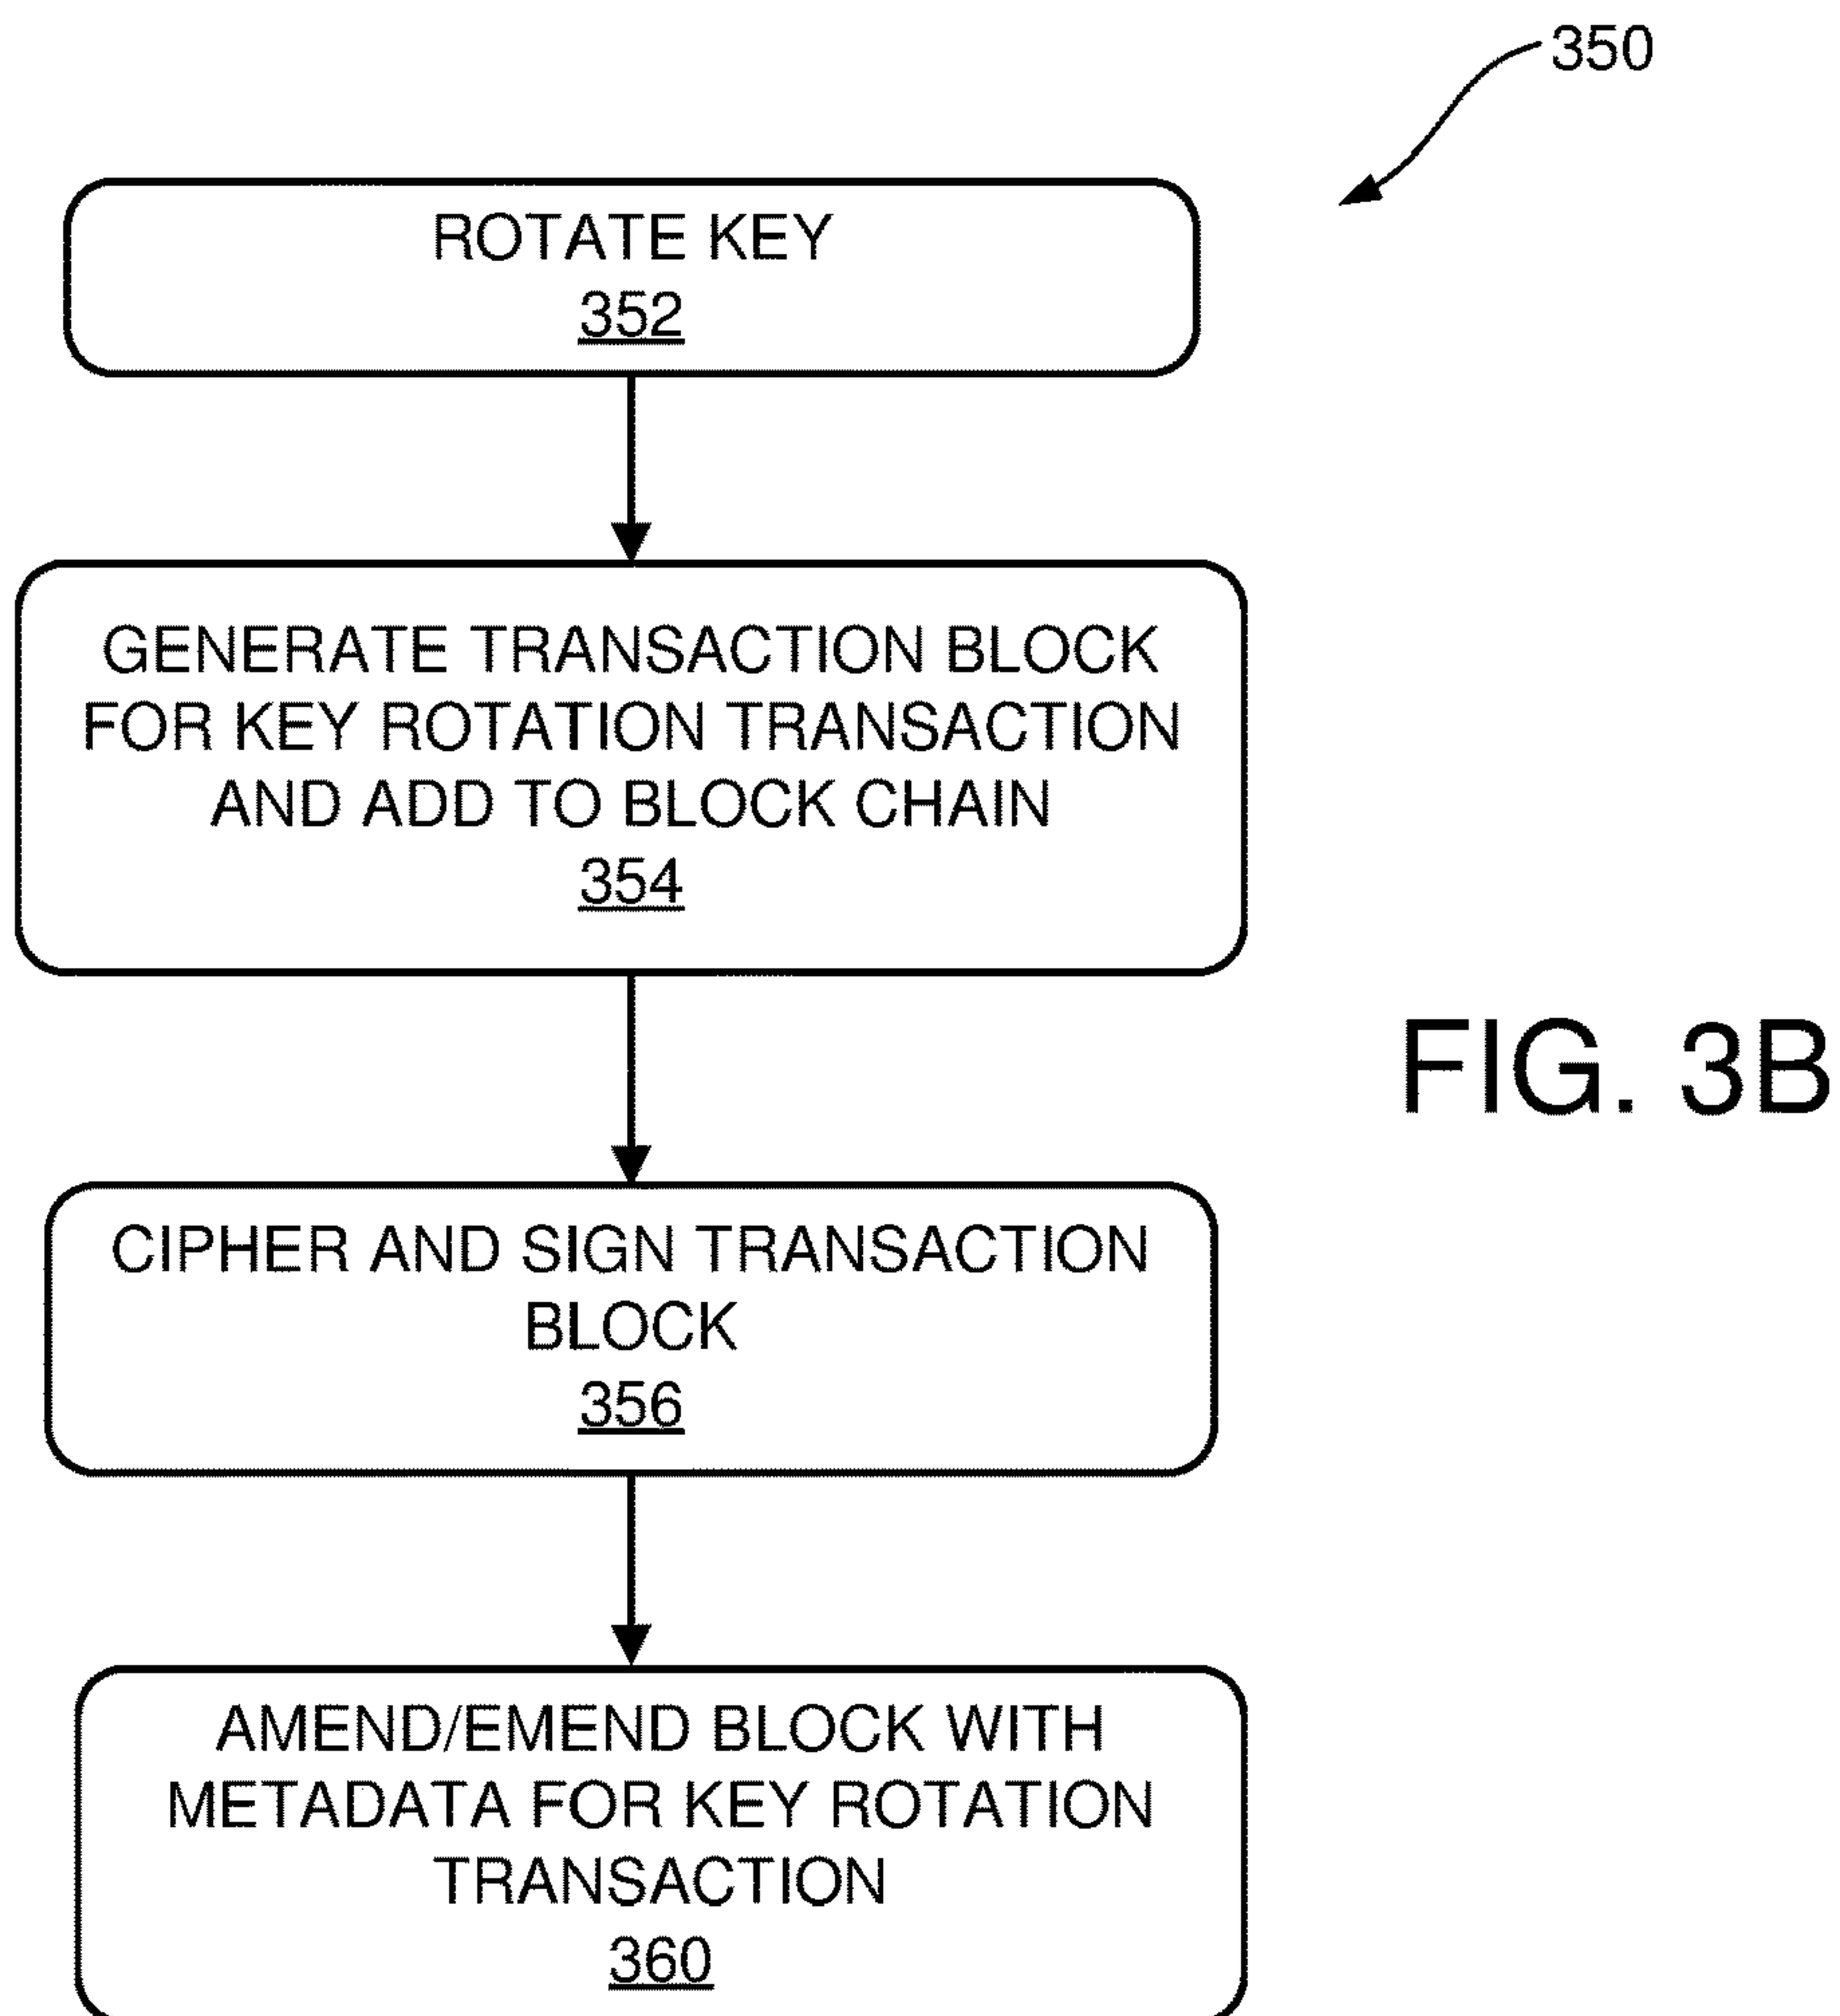 350
ROTATE KEY
352
GENERATE TRANSACTION BLOCK
FOR KEY ROTATION TRANSACTION
AND ADD TO BLOCK CHAIN
354
FIG. 3B
CIPHER AND SIGN TRANSACTION
BLOCK
356
AMEND/EMEND BLOCK WITH
METADATA FOR KEY ROTATION
TRANSACTION
360